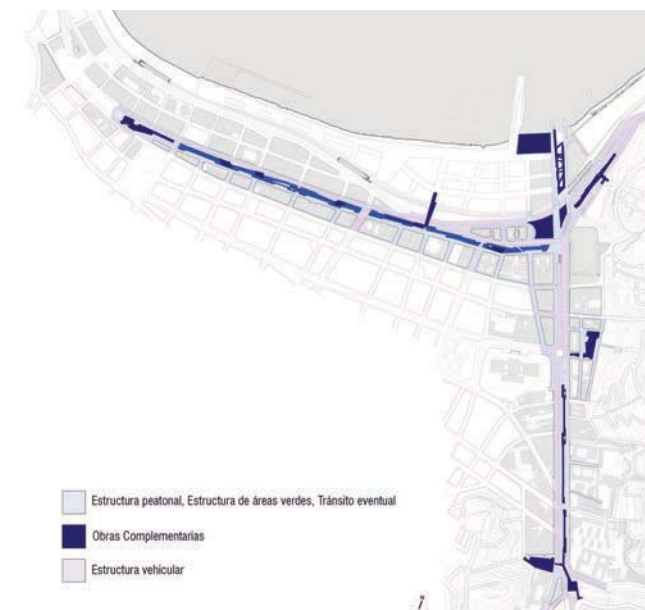 Estructura peatonal, Estructura de áreas verdes, Tránsito eventual
Obras Complementarias
Estructura vehicular